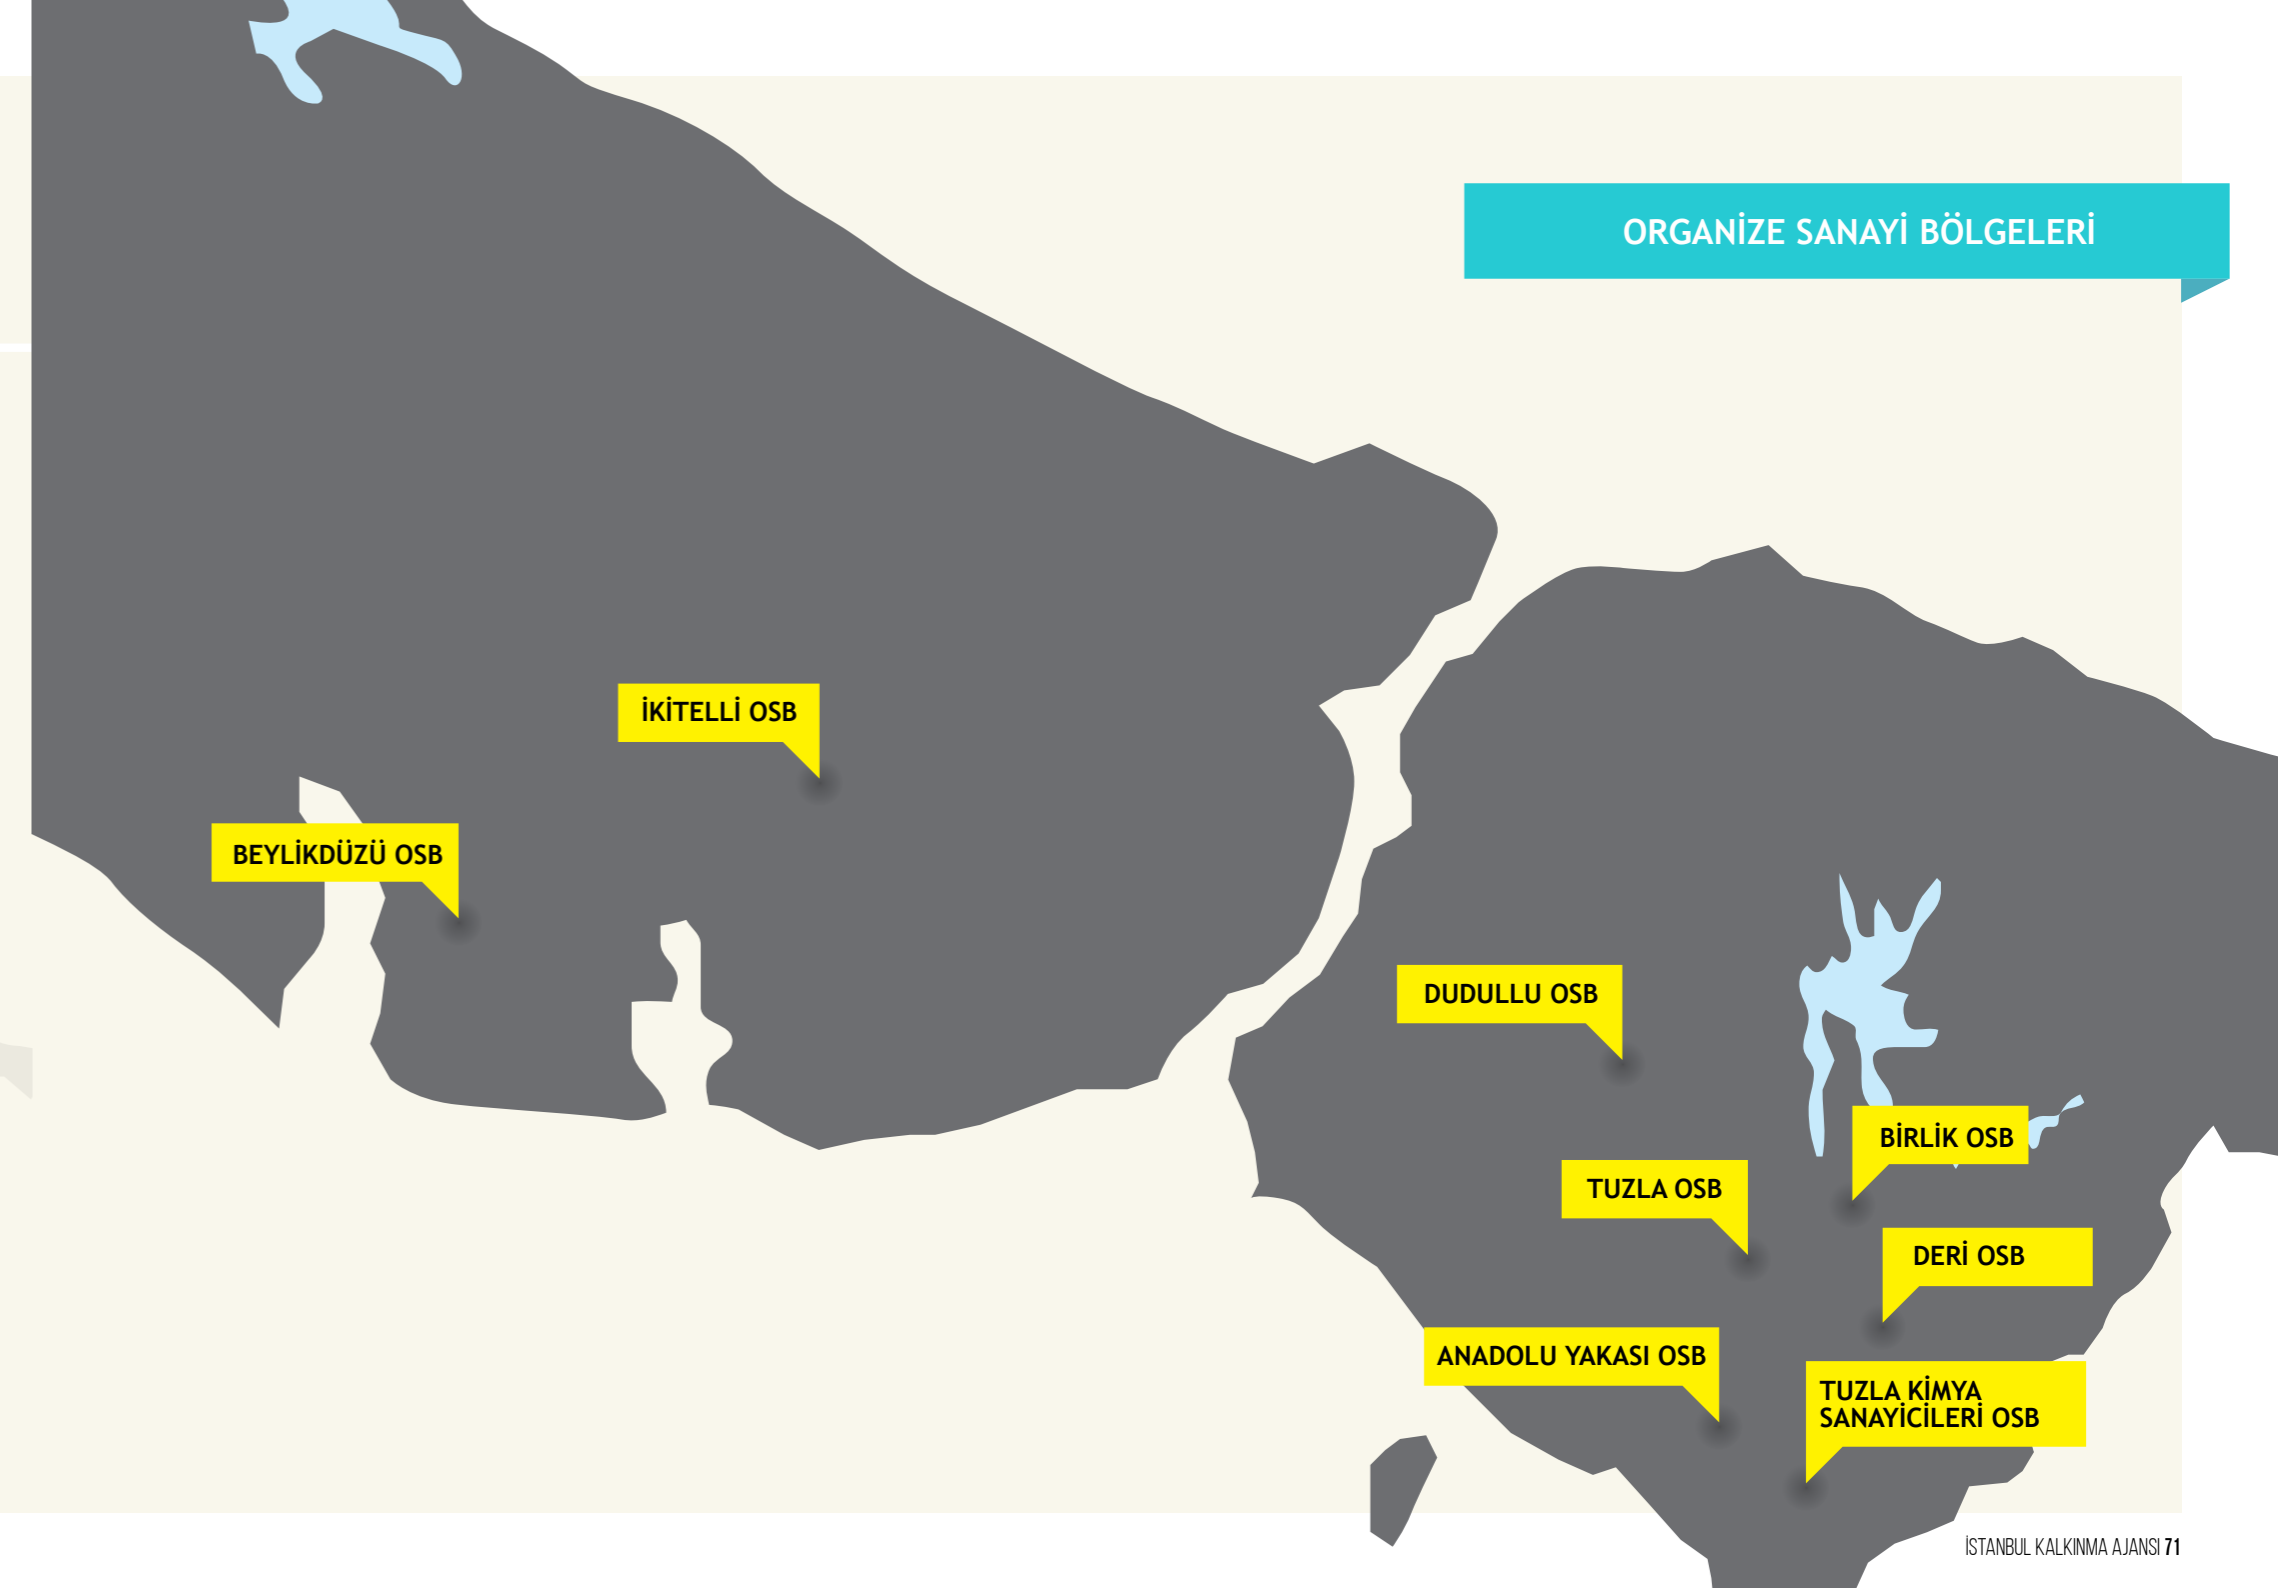 ORGANİZE SANAYİ BÖLGELERİ
İKİTELLİ OSB
BEYLİKDÜZÜ OSB
DUDULLU OSB
BİRLİK OSB
TUZLA OSB
DERİ OSB
ANADOLU YAKASI OSB
TUZLA KİMYA
SANAYİCİLERİ OSB
İSTANBUL KALKINMA AJANSI 71